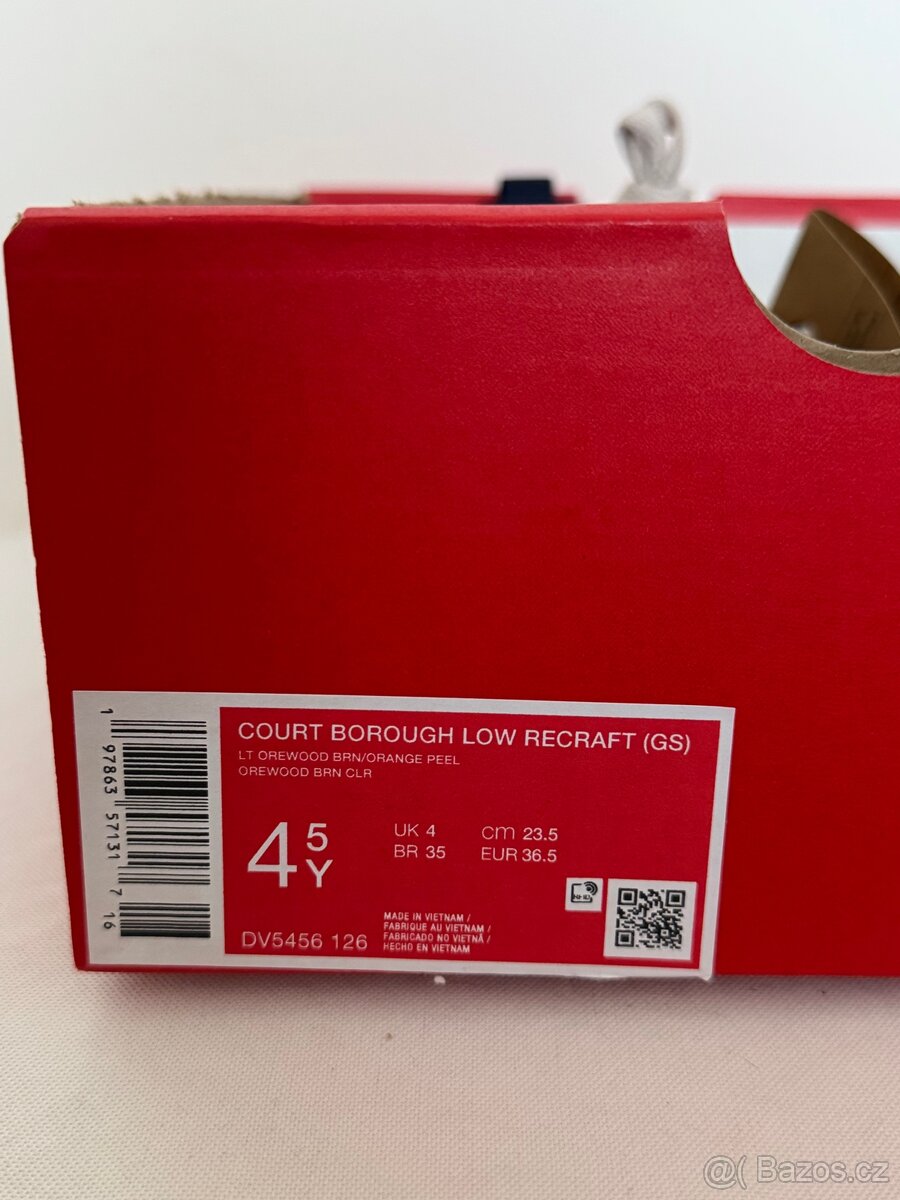 COURT BOROUGH LOW RECRAFT (GS)
LT OREWOOD BRN/ORANGE PEEL
OREWOOD BRN CLR
4 5 Y
UK 4 cm 23.5
BR 35 EUR 36.5
MADE IN VIETNAM /
FABRIQUE AU VIETNAM /
FABRICADO NO VIETNÃ /
HECHO EN VIETNAM
DV5456 126
1 97863 57131 7 16
@( Bazos.cz